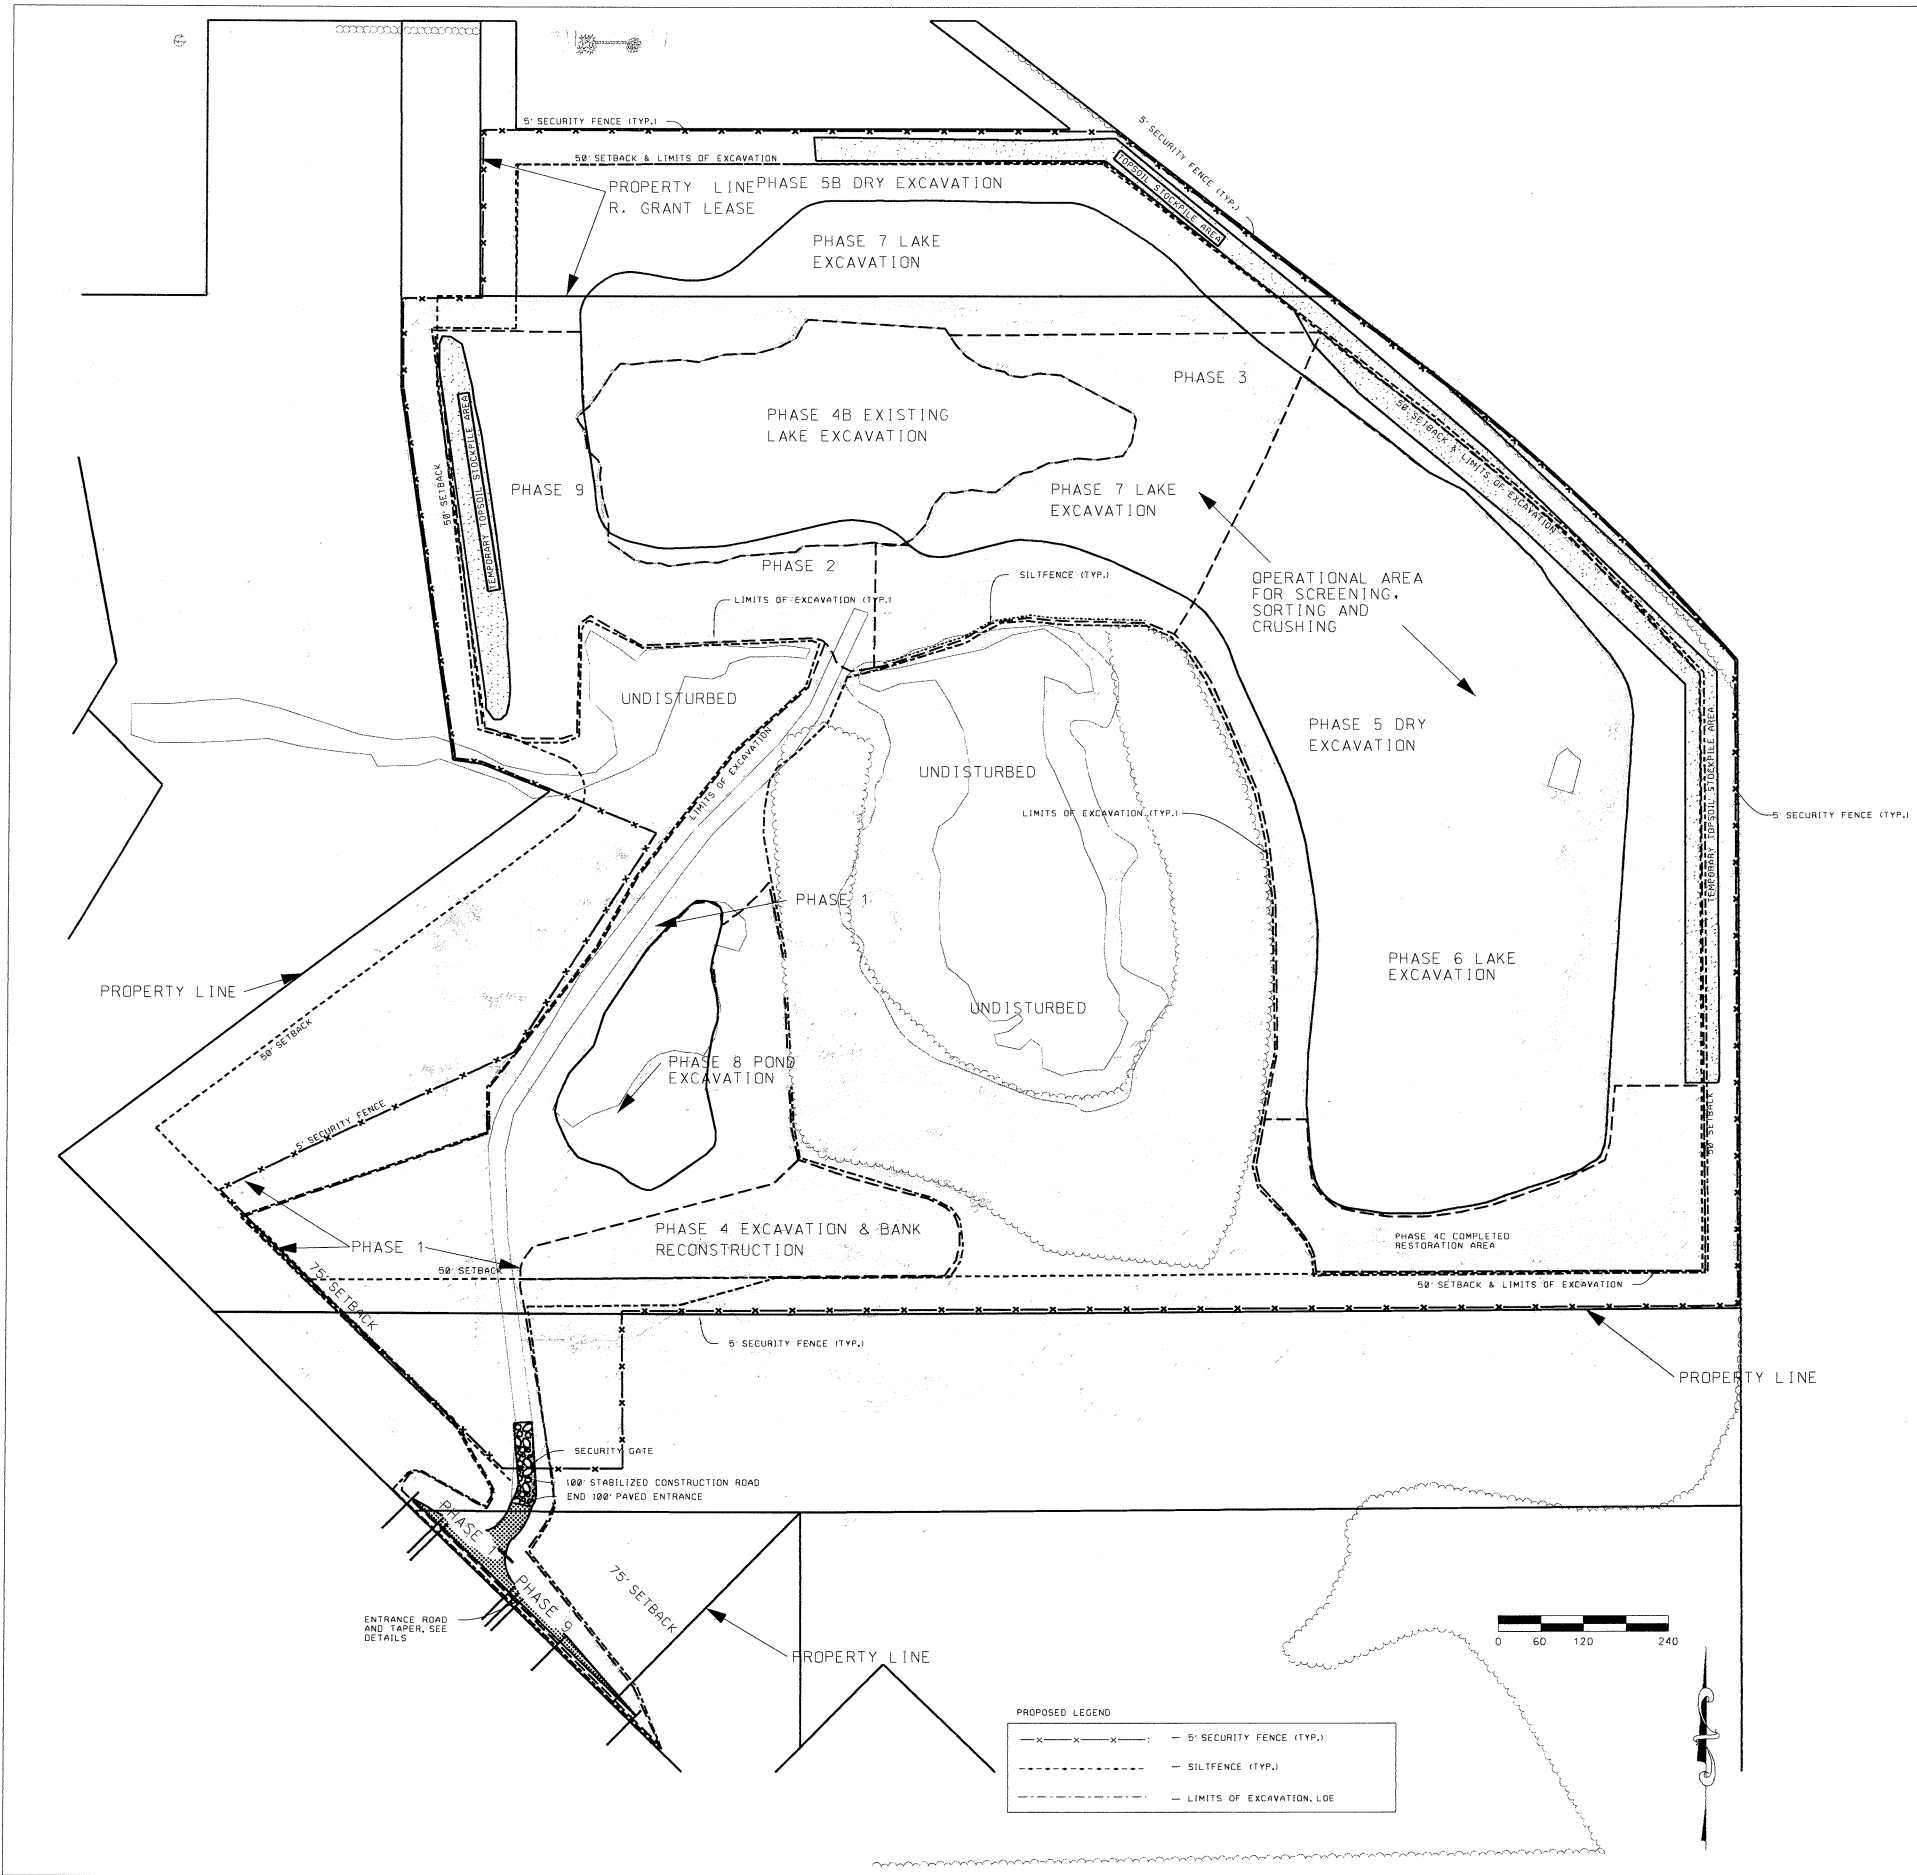 5' SECURITY FENCE (TYP.)
5' SECURITY FENCE (TYP.)
50' SETBACK & LIMITS OF EXCAVATION
TOPSOIL STOCKPILE AREA
PROPERTY LINE
R. GRANT LEASE
PHASE 5B DRY EXCAVATION
PHASE 7 LAKE
EXCAVATION
PHASE 3
PHASE 4B EXISTING
LAKE EXCAVATION
50' SETBACK & LIMITS OF EXCAVATION
50' SETBACK
TEMPORARY TOPSOIL STOCKPILE AREA
PHASE 9
PHASE 7 LAKE
EXCAVATION
PHASE 2
SILTFENCE (TYP.)
OPERATIONAL AREA
FOR SCREENING,
SORTING AND
CRUSHING
LIMITS OF EXCAVATION (TYP.)
UNDISTURBED
PHASE 5 DRY
EXCAVATION
LIMITS OF EXCAVATION
UNDISTURBED
LIMITS OF EXCAVATION (TYP.)
TEMPORARY TOPSOIL STOCKPILE AREA
5' SECURITY FENCE (TYP.)
PHASE 1
PHASE 6 LAKE
EXCAVATION
PROPERTY LINE
UNDISTURBED
50' SETBACK
PHASE 8 POND
EXCAVATION
5' SECURITY FENCE
50' SETBACK
PHASE 4 EXCAVATION & BANK
RECONSTRUCTION
PHASE 4C COMPLETED
RESTORATION AREA
PHASE 1
50' SETBACK
50' SETBACK & LIMITS OF EXCAVATION
75' SETBACK
5' SECURITY FENCE (TYP.)
PROPERTY LINE
SECURITY GATE
100' STABILIZED CONSTRUCTION ROAD
END 100' PAVED ENTRANCE
PHASE 1
PHASE 9
75' SETBACK
ENTRANCE ROAD
AND TAPER, SEE
DETAILS
PROPERTY LINE
0 60 120 240
PROPOSED LEGEND
5' SECURITY FENCE (TYP.)
SILTFENCE (TYP.)
LIMITS OF EXCAVATION, LOE